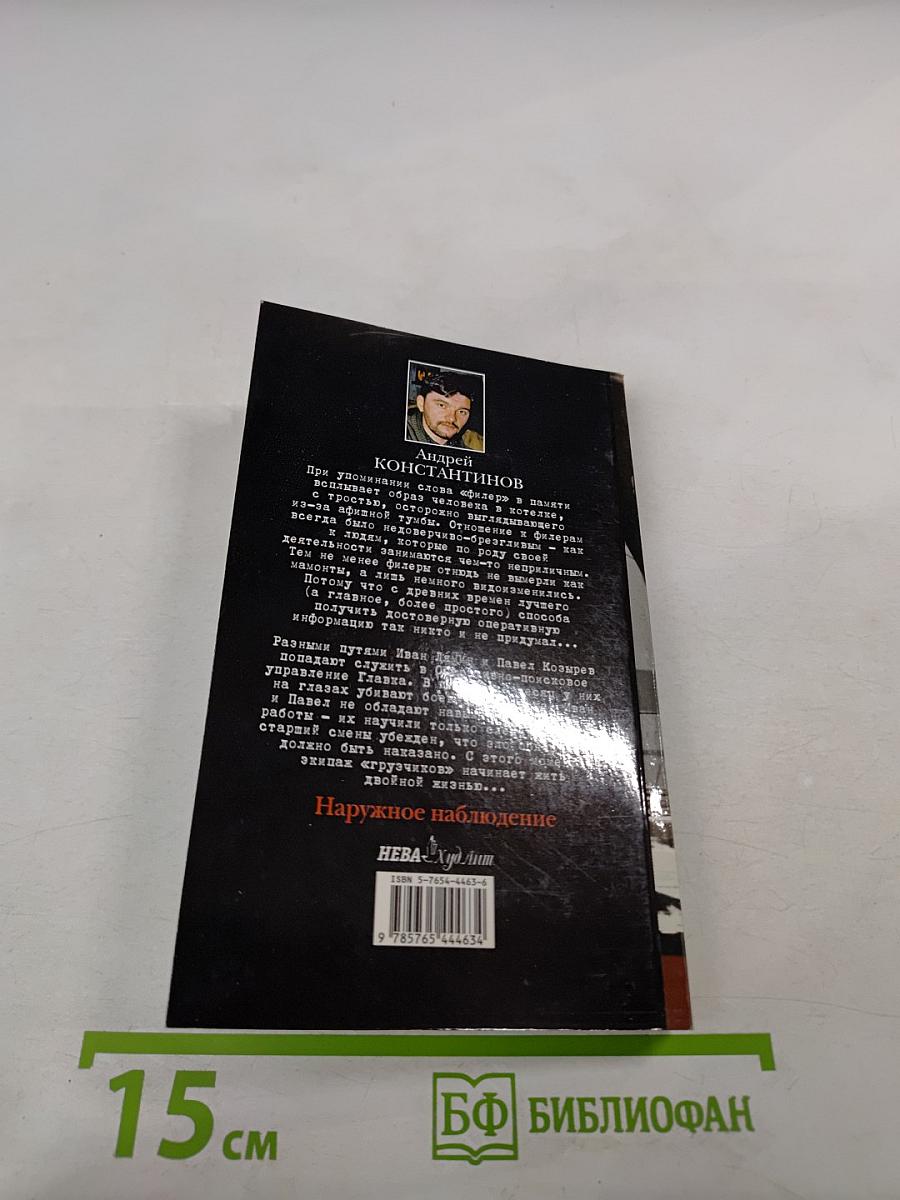 Андрей
КОНСТАНТИНОВ
При упоминании слова «филер» в памяти
всплывает образ человека в котелке,
с тростью, осторожно выглядывающего
из-за афишной тумбы. Отношение к филерам
всегда было недоверчиво-брезгливым – как
к людям, которые по роду своей
деятельности занимаются чем-то неприличным.
Тем не менее филеры отнюдь не вымерли как
мамонты, а лишь немного видоизменились.
Потому что с древних времен лучшего
(а главное, более простого) способа
получить достоверную оперативную
информацию так никто и не придумал...
Разными путями Иван и Павел Козырев
попадают служить в
управление Главка. В у них
на глазах убивают Иван
и Павел не обладают
работы – их научили только
старший смены убежден, что
должно быть наказано. С этого
экипаж «грузчиков» начинает жить
двойной жизнью...
Наружное наблюдение
НЕВА ХудЛит
ISBN 5-7654-4463-6
9 785765 444634
15 см
БФ БИБЛИОФАН